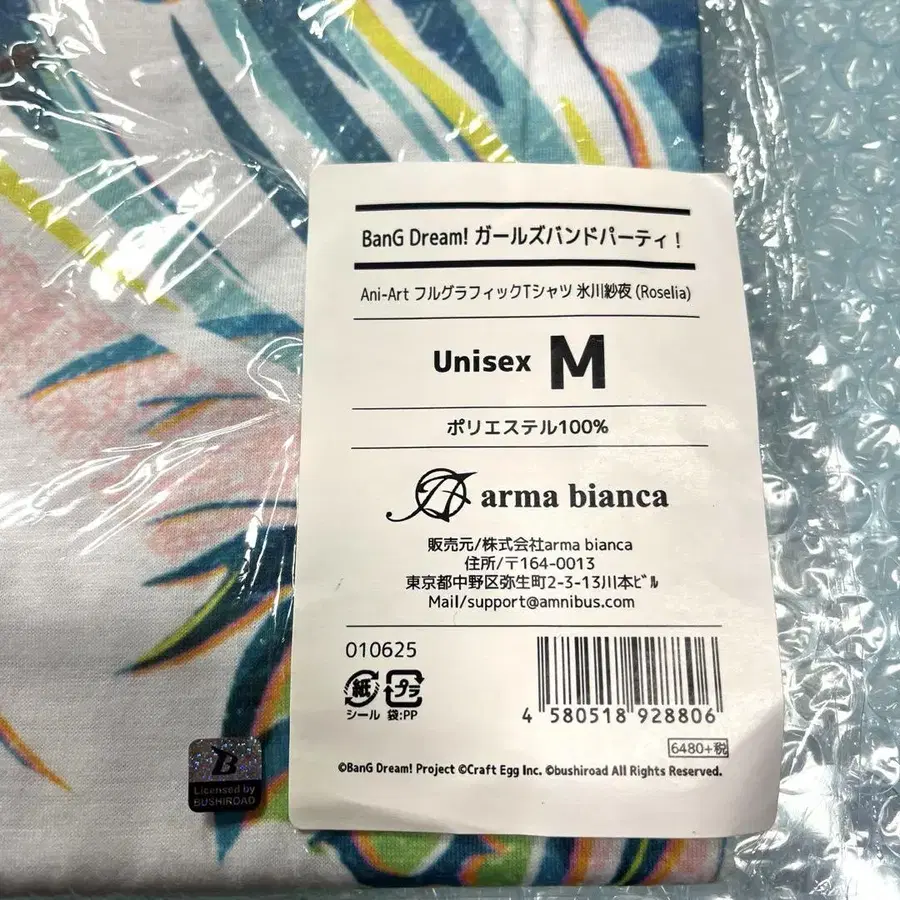 BanG Dream! ガールズバンドパーティ！
Ani-Art フルグラフィックTシャツ 氷川紗夜 (Roselia)
Unisex M
ポリエステル100%
arma bianca
販売元/株式会社arma bianca
住所/〒164-0013
東京都中野区弥生町2-3-13川本ﾋﾞﾙ
Mail/support@amnibus.com
010625
紙 プラ
シール 袋:PP
4 580518 928806
6480+税
©BanG Dream! Project ©Craft Egg Inc. ©bushiroad All Rights Reserved.
B
Licensed by
BUSHIROAD